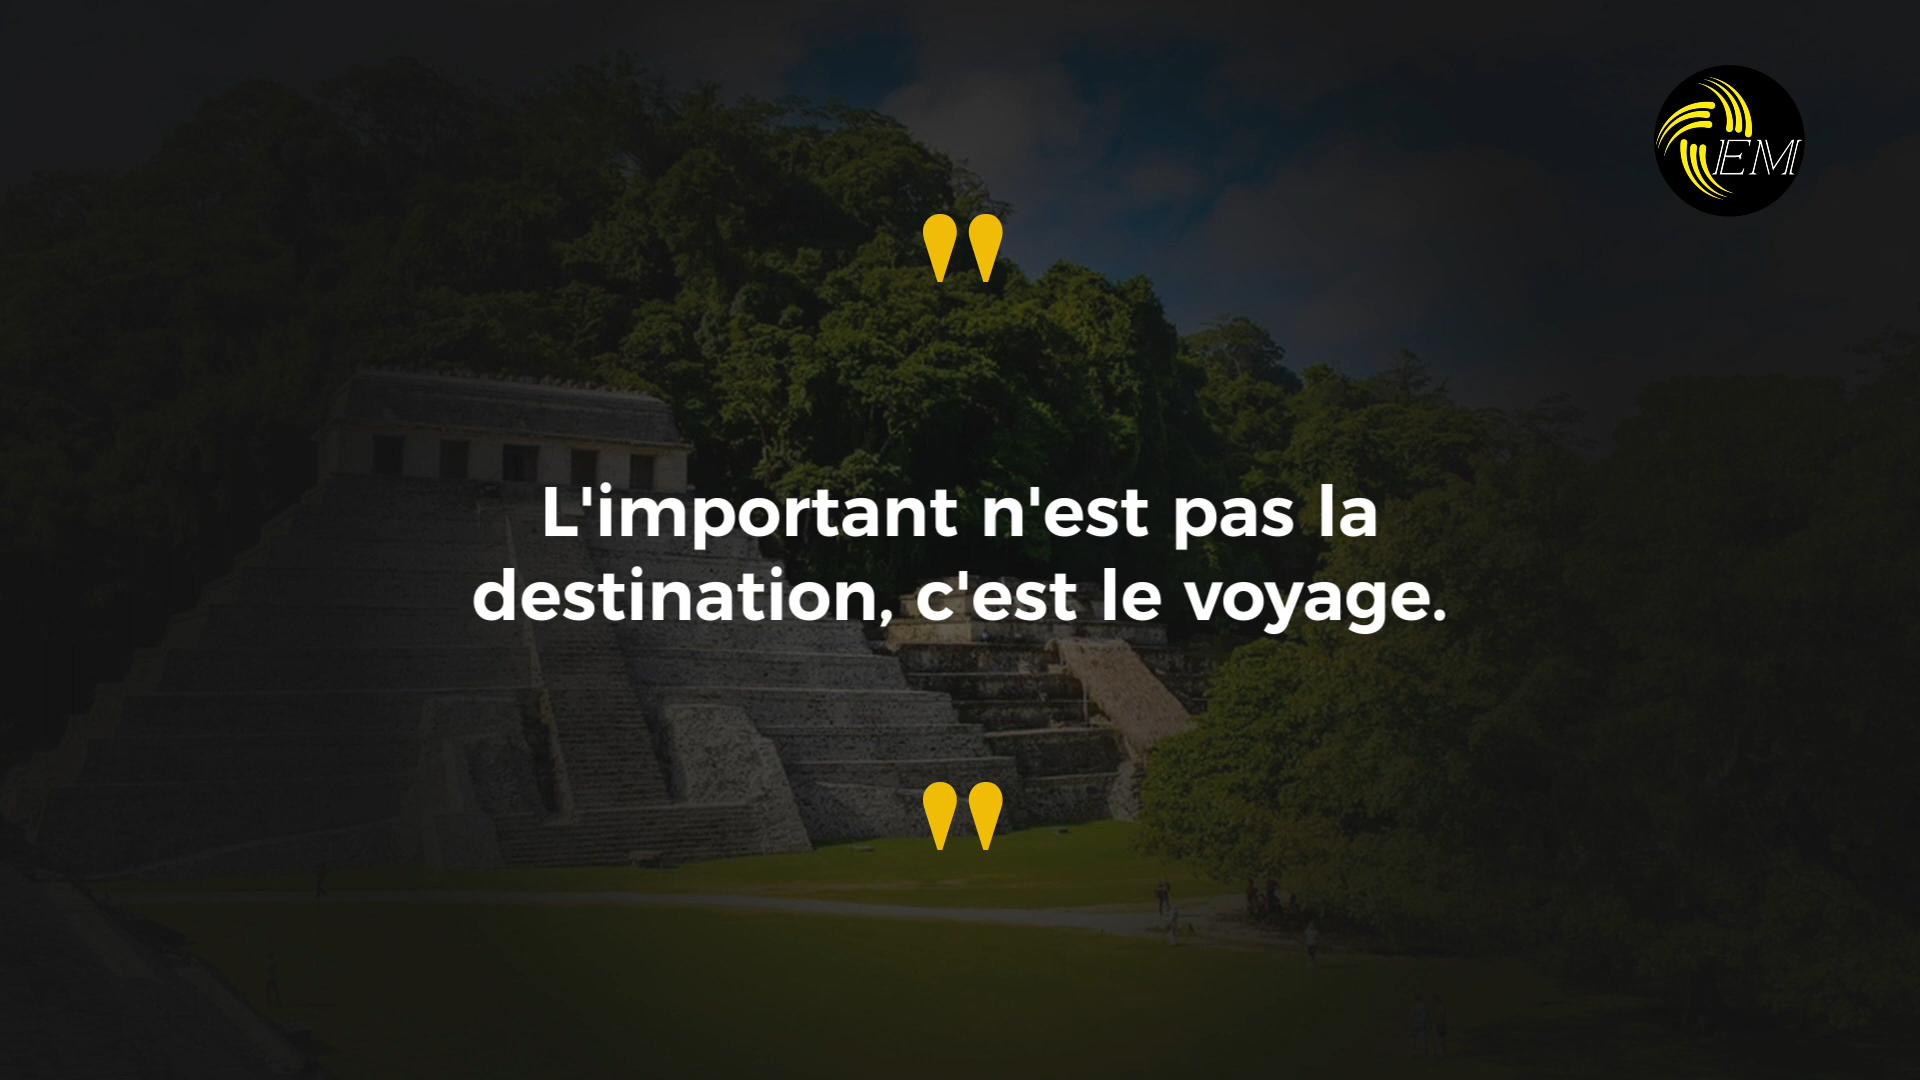 EM
"
L'important n'est pas la
destination, c'est le voyage.
"